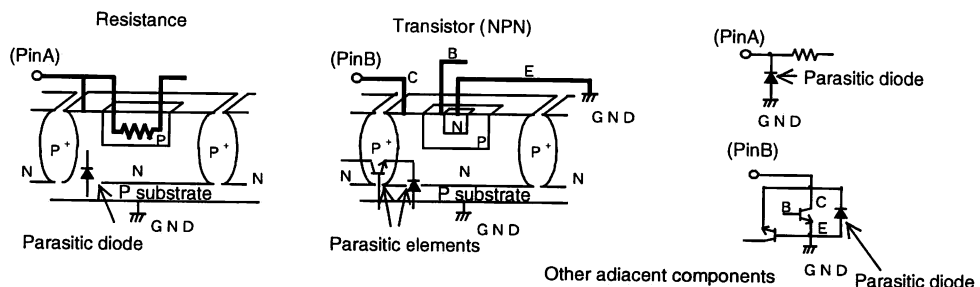 Resistance
(PinA)
P
P+
P+
N
N
N
P substrate
GND
Parasitic diode
Transistor (NPN)
(PinB)
B
C
E
GND
N
P
P+
P+
N
N
N
P substrate
GND
Parasitic elements
(PinA)
Parasitic diode
GND
(PinB)
C
B
E
GND
Parasitic diode
Other adiacent components